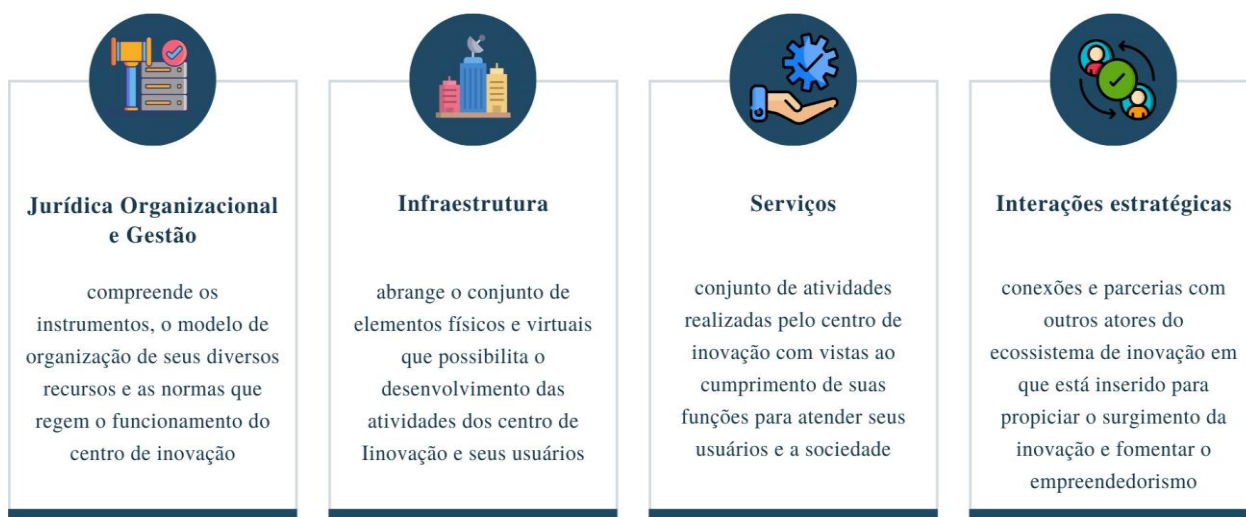 Jurídica Organizacional
e Gestão
compreende os
instrumentos, o modelo de
organização de seus diversos
recursos e as normas que
regem o funcionamento do
centro de inovação
Infraestrutura
abrange o conjunto de
elementos físicos e virtuais
que possibilita o
desenvolvimento das
atividades dos centro de
Iinovação e seus usuários
Serviços
conjunto de atividades
realizadas pelo centro de
inovação com vistas ao
cumprimento de suas
funções para atender seus
usuários e a sociedade
Interações estratégicas
conexões e parcerias com
outros atores do
ecossistema de inovação em
que está inserido para
propiciar o surgimento da
inovação e fomentar o
empreendedorismo